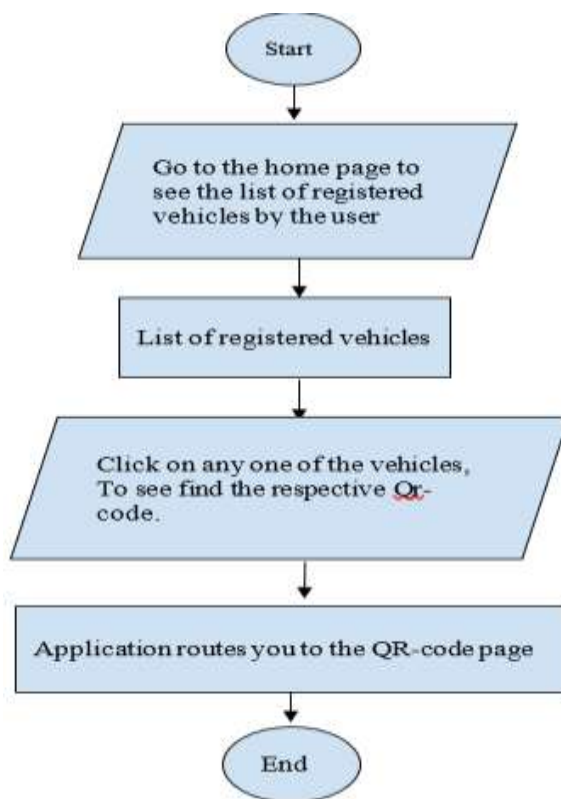 Start
Go to the home page to
see the list of registered
vehicles by the user
List of registered vehicles
Click on any one of the vehicles,
To see find the respective Qr-
code.
Application routes you to the QR-code page
End